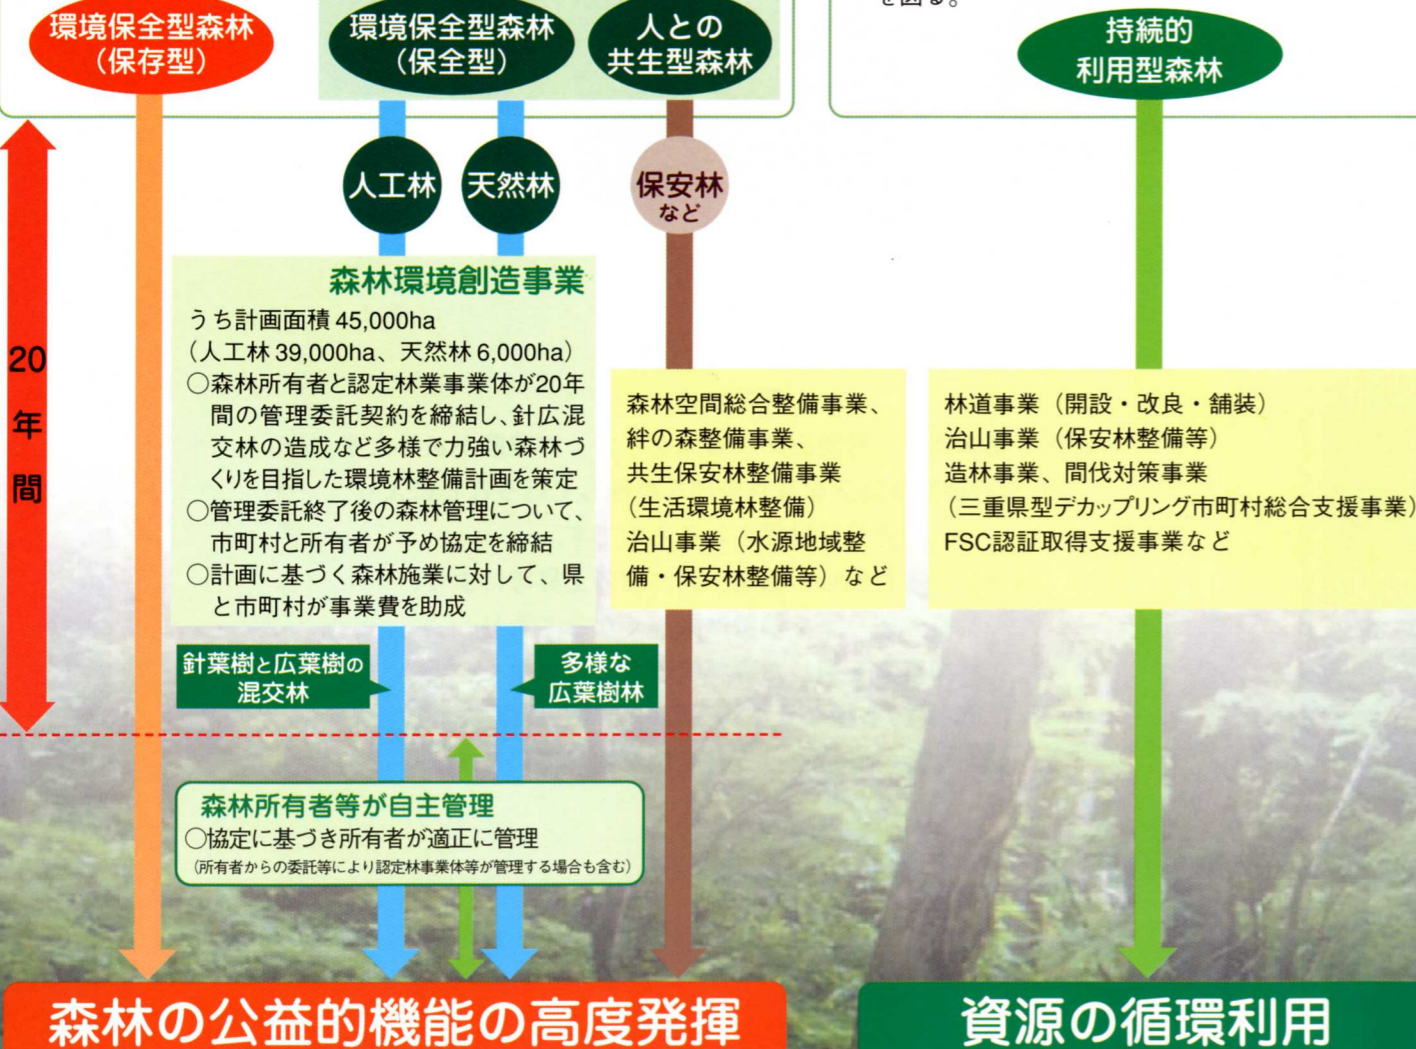 を図る。
環境保全型森林
（保存型）
環境保全型森林
（保全型）
人との
共生型森林
持続的
利用型森林
人工林
天然林
保安林
など
20
年
間
森林環境創造事業
うち計画面積 45,000ha
（人工林 39,000ha、天然林 6,000ha）
○森林所有者と認定林業事業体が20年
間の管理委託契約を締結し、針広混
交林の造成など多様で力強い森林づ
くりを目指した環境林整備計画を策定
○管理委託終了後の森林管理について、
市町村と所有者が予め協定を締結
○計画に基づく森林施業に対して、県
と市町村が事業費を助成
森林空間総合整備事業、
絆の森整備事業、
共生保安林整備事業
（生活環境林整備）
治山事業（水源地域整
備・保安林整備等）など
林道事業（開設・改良・舗装）
治山事業（保安林整備等）
造林事業、間伐対策事業
（三重県型デカップリング市町村総合支援事業）
FSC認証取得支援事業など
針葉樹と広葉樹の
混交林
多様な
広葉樹林
森林所有者等が自主管理
○協定に基づき所有者が適正に管理
（所有者からの委託等により認定林事業体等が管理する場合も含む）
森林の公益的機能の高度発揮
資源の循環利用